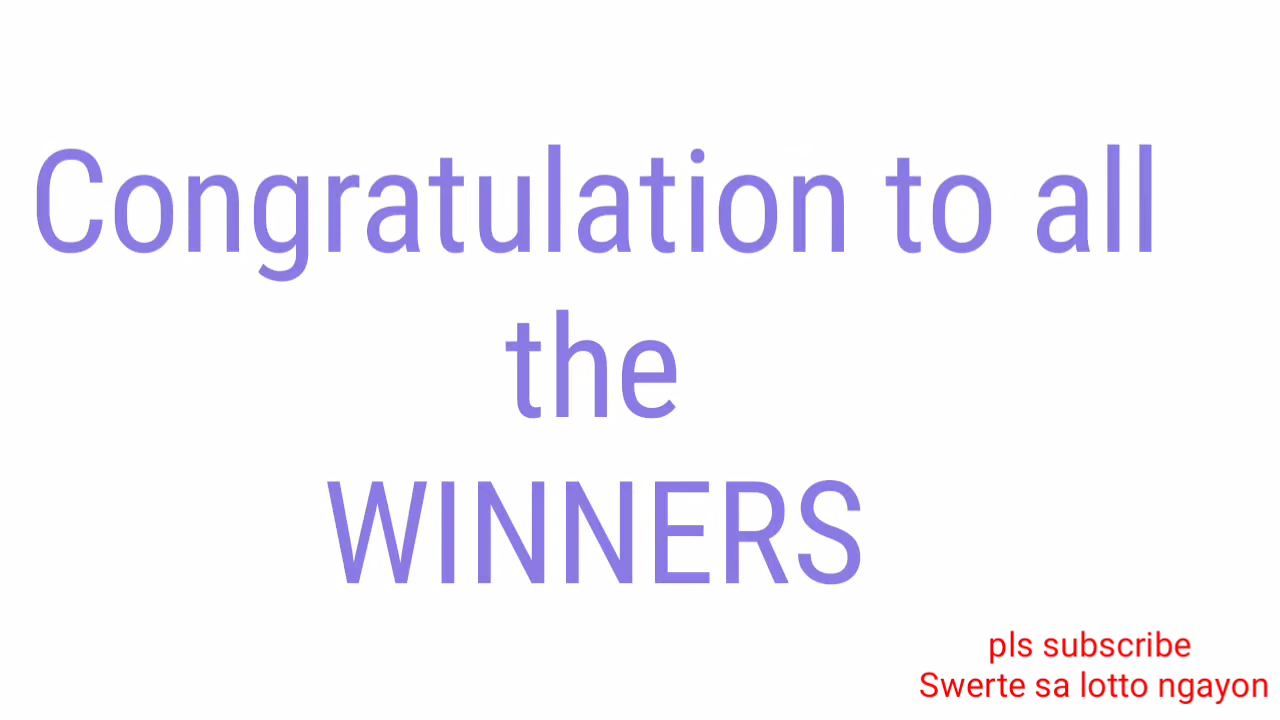 Congratulation to all
the
WINNERS
pls subscribe
Swerte sa lotto ngayon